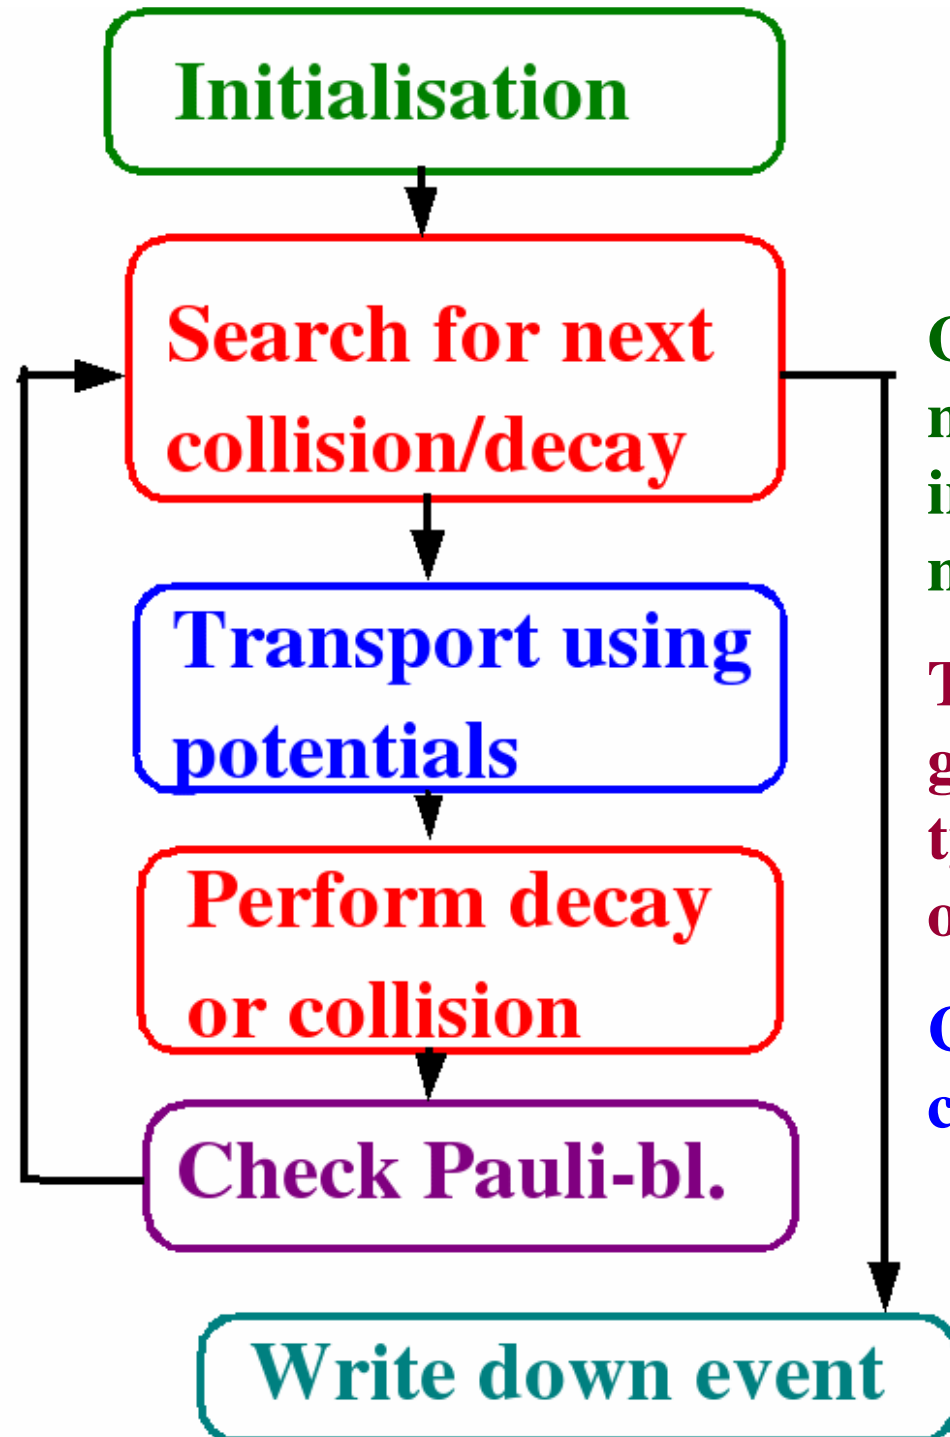 Initialisation
Search for next
collision/decay
Transport using
potentials
Perform decay
or collision
Check Pauli-bl.
Write down event